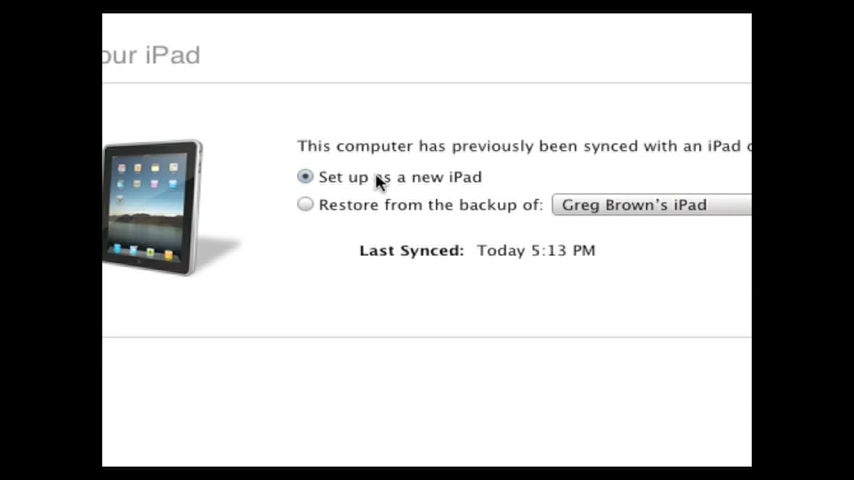 our iPad
This computer has previously been synced with an iPad
Set up as a new iPad
Restore from the backup of: Greg Brown's iPad
Last Synced: Today 5:13 PM